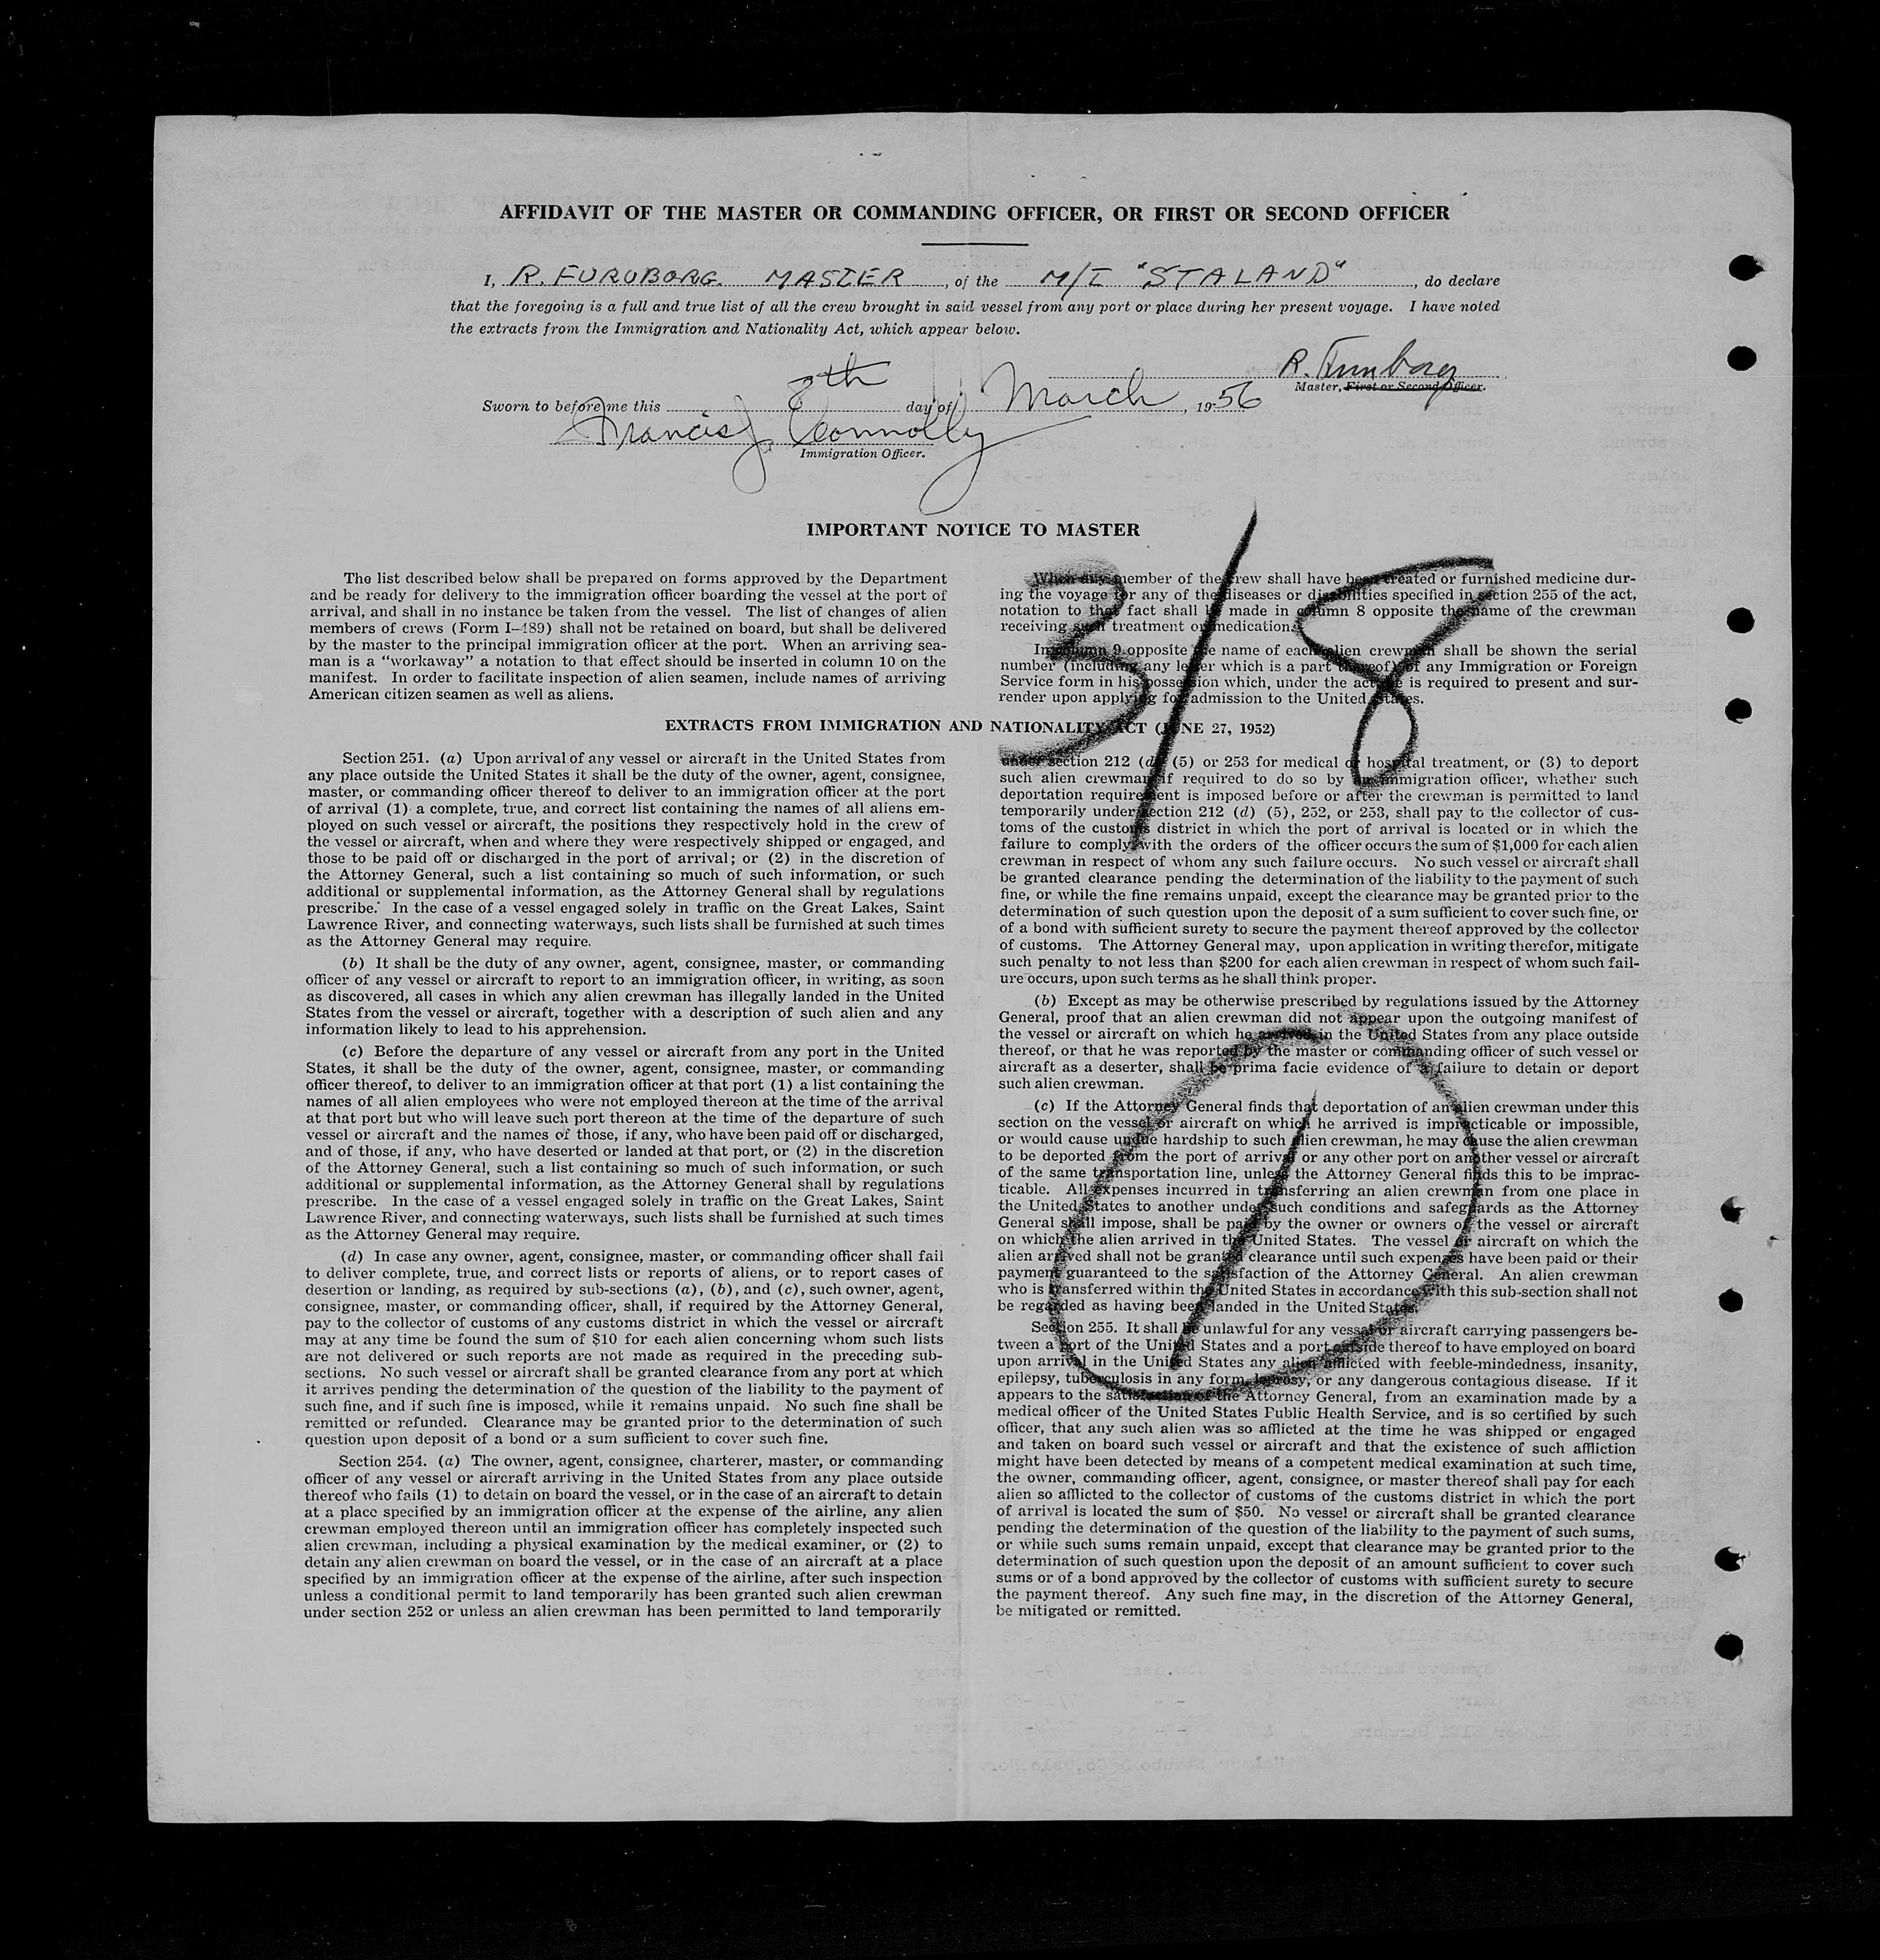 AFFIDAVIT OF THE MASTER OR COMMANDING OFFICER, OR FIRST OR SECOND OFFICER
I, R. FURUBORG. MASTER, of the M/T "STALAND", do declare
that the foregoing is a full and true list of all the crew brought in said vessel from any port or place during her present voyage. I have noted
the extracts from the Immigration and Nationality Act, which appear below.
R. Furuborg
Master, First or Second Officer.
Sworn to before me this 8th day of March, 1956
Francis J. Connolly
Immigration Officer.
IMPORTANT NOTICE TO MASTER
The list described below shall be prepared on forms approved by the Department
and be ready for delivery to the immigration officer boarding the vessel at the port of
arrival, and shall in no instance be taken from the vessel. The list of changes of alien
members of crews (Form I-489) shall not be retained on board, but shall be delivered
by the master to the principal immigration officer at the port. When an arriving sea-
man is a "workaway" a notation to that effect should be inserted in column 10 on the
manifest. In order to facilitate inspection of alien seamen, include names of arriving
American citizen seamen as well as aliens.
When any member of the crew shall have been treated or furnished medicine dur-
ing the voyage for any of the diseases or disabilities specified in section 255 of the act,
notation to that fact shall be made in column 8 opposite the name of the crewman
receiving such treatment or medication.
In column 9 opposite the name of each alien crewman shall be shown the serial
number (including any letter which is a part thereof) of any Immigration or Foreign
Service form in his possession which, under the act, he is required to present and sur-
render upon applying for admission to the United States.
3/8
EXTRACTS FROM IMMIGRATION AND NATIONALITY ACT (JUNE 27, 1952)
Section 251. (a) Upon arrival of any vessel or aircraft in the United States from
any place outside the United States it shall be the duty of the owner, agent, consignee,
master, or commanding officer thereof to deliver to an immigration officer at the port
of arrival (1) a complete, true, and correct list containing the names of all aliens em-
ployed on such vessel or aircraft, the positions they respectively hold in the crew of
the vessel or aircraft, when and where they were respectively shipped or engaged, and
those to be paid off or discharged in the port of arrival; or (2) in the discretion of
the Attorney General, such a list containing so much of such information, or such
additional or supplemental information, as the Attorney General shall by regulations
prescribe. In the case of a vessel engaged solely in traffic on the Great Lakes, Saint
Lawrence River, and connecting waterways, such lists shall be furnished at such times
as the Attorney General may require.
(b) It shall be the duty of any owner, agent, consignee, master, or commanding
officer of any vessel or aircraft to report to an immigration officer, in writing, as soon
as discovered, all cases in which any alien crewman has illegally landed in the United
States from the vessel or aircraft, together with a description of such alien and any
information likely to lead to his apprehension.
(c) Before the departure of any vessel or aircraft from any port in the United
States, it shall be the duty of the owner, agent, consignee, master, or commanding
officer thereof, to deliver to an immigration officer at that port (1) a list containing the
names of all alien employees who were not employed thereon at the time of the arrival
at that port but who will leave such port thereon at the time of the departure of such
vessel or aircraft and the names of those, if any, who have been paid off or discharged,
and of those, if any, who have deserted or landed at that port, or (2) in the discretion
of the Attorney General, such a list containing so much of such information, or such
additional or supplemental information, as the Attorney General shall by regulations
prescribe. In the case of a vessel engaged solely in traffic on the Great Lakes, Saint
Lawrence River, and connecting waterways, such lists shall be furnished at such times
as the Attorney General may require.
(d) In case any owner, agent, consignee, master, or commanding officer shall fail
to deliver complete, true, and correct lists or reports of aliens, or to report cases of
desertion or landing, as required by sub-sections (a), (b), and (c), such owner, agent,
consignee, master, or commanding officer, shall, if required by the Attorney General,
pay to the collector of customs of any customs district in which the vessel or aircraft
may at any time be found the sum of $10 for each alien concerning whom such lists
are not delivered or such reports are not made as required in the preceding sub-
sections. No such vessel or aircraft shall be granted clearance from any port at which
it arrives pending the determination of the question of the liability to the payment of
such fine, and if such fine is imposed, while it remains unpaid. No such fine shall be
remitted or refunded. Clearance may be granted prior to the determination of such
question upon deposit of a bond or a sum sufficient to cover such fine.
Section 254. (a) The owner, agent, consignee, charterer, master, or commanding
officer of any vessel or aircraft arriving in the United States from any place outside
thereof who fails (1) to detain on board the vessel, or in the case of an aircraft to detain
at a place specified by an immigration officer at the expense of the airline, any alien
crewman employed thereon until an immigration officer has completely inspected such
alien crewman, including a physical examination by the medical examiner, or (2) to
detain any alien crewman on board the vessel, or in the case of an aircraft at a place
specified by an immigration officer at the expense of the airline, after such inspection
unless a conditional permit to land temporarily has been granted such alien crewman
under section 252 or unless an alien crewman has been permitted to land temporarily
under section 212 (d) (5) or 253 for medical or hospital treatment, or (3) to deport
such alien crewman if required to do so by an immigration officer, whether such
deportation requirement is imposed before or after the crewman is permitted to land
temporarily under section 212 (d) (5), 252, or 253, shall pay to the collector of cus-
toms of the customs district in which the port of arrival is located or in which the
failure to comply with the orders of the officer occurs the sum of $1,000 for each alien
crewman in respect of whom any such failure occurs. No such vessel or aircraft shall
be granted clearance pending the determination of the liability to the payment of such
fine, or while the fine remains unpaid, except the clearance may be granted prior to the
determination of such question upon the deposit of a sum sufficient to cover such fine, or
of a bond with sufficient surety to secure the payment thereof approved by the collector
of customs. The Attorney General may, upon application in writing therefor, mitigate
such penalty to not less than $200 for each alien crewman in respect of whom such fail-
ure occurs, upon such terms as he shall think proper.
(b) Except as may be otherwise prescribed by regulations issued by the Attorney
General, proof that an alien crewman did not appear upon the outgoing manifest of
the vessel or aircraft on which he arrived in the United States from any place outside
thereof, or that he was reported by the master or commanding officer of such vessel or
aircraft as a deserter, shall be prima facie evidence of a failure to detain or deport
such alien crewman.
(c) If the Attorney General finds that deportation of an alien crewman under this
section on the vessel or aircraft on which he arrived is impracticable or impossible,
or would cause undue hardship to such alien crewman, he may cause the alien crewman
to be deported from the port of arrival or any other port on another vessel or aircraft
of the same transportation line, unless the Attorney General finds this to be imprac-
ticable. All expenses incurred in transferring an alien crewman from one place in
the United States to another under such conditions and safeguards as the Attorney
General shall impose, shall be paid by the owner or owners of the vessel or aircraft
on which the alien arrived in the United States. The vessel or aircraft on which the
alien arrived shall not be granted clearance until such expenses have been paid or their
payment guaranteed to the satisfaction of the Attorney General. An alien crewman
who is transferred within the United States in accordance with this sub-section shall not
be regarded as having been landed in the United States.
Section 255. It shall be unlawful for any vessel or aircraft carrying passengers be-
tween a port of the United States and a port outside thereof to have employed on board
upon arrival in the United States any alien afflicted with feeble-mindedness, insanity,
epilepsy, tuberculosis in any form, leprosy, or any dangerous contagious disease. If it
appears to the satisfaction of the Attorney General, from an examination made by a
medical officer of the United States Public Health Service, and is so certified by such
officer, that any such alien was so afflicted at the time he was shipped or engaged
and taken on board such vessel or aircraft and that the existence of such affliction
might have been detected by means of a competent medical examination at such time,
the owner, commanding officer, agent, consignee, or master thereof shall pay for each
alien so afflicted to the collector of customs of the customs district in which the port
of arrival is located the sum of $50. No vessel or aircraft shall be granted clearance
pending the determination of the question of the liability to the payment of such sums,
or while such sums remain unpaid, except that clearance may be granted prior to the
determination of such question upon the deposit of an amount sufficient to cover such
sums or of a bond approved by the collector of customs with sufficient surety to secure
the payment thereof. Any such fine may, in the discretion of the Attorney General,
be mitigated or remitted.
1